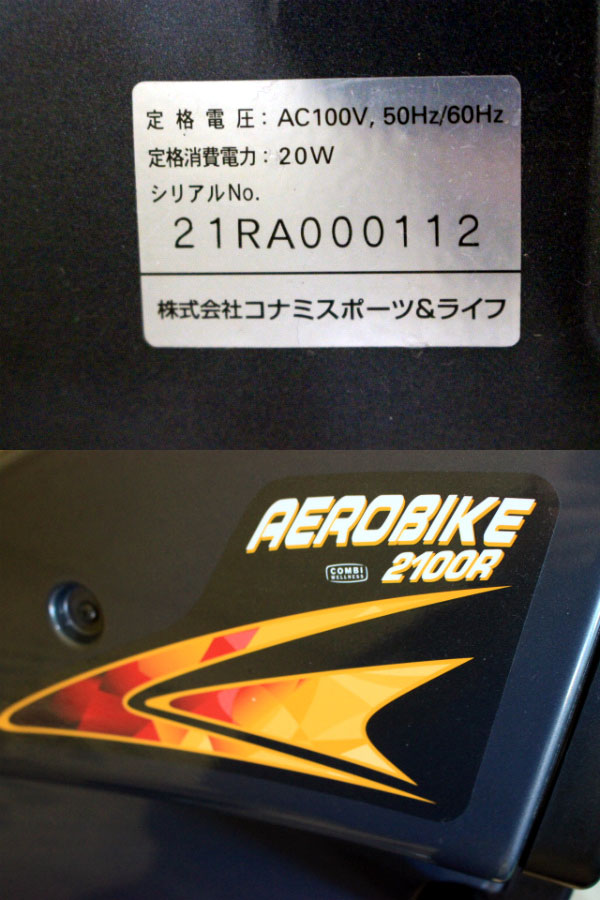 定格電圧：AC100V, 50Hz/60Hz
定格消費電力：20W
シリアルNo.
21RA000112
株式会社コナミスポーツ&ライフ
AEROBIKE
2100R
COMBI
WELLNESS